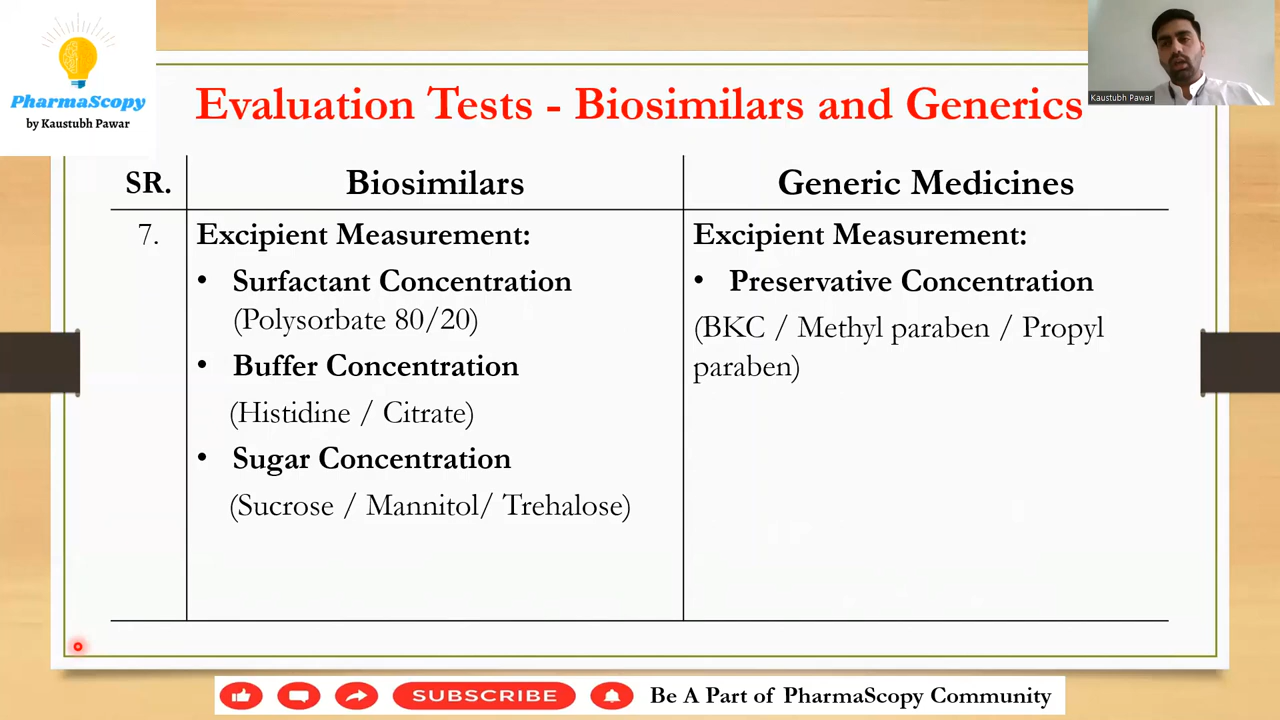 PharmaScopy
by Kaustubh Pawar
Kaustubh Pawar
Evaluation Tests - Biosimilars and Generics
SR.
Biosimilars
Generic Medicines
7.
Excipient Measurement:
• Surfactant Concentration
(Polysorbate 80/20)
• Buffer Concentration
(Histidine / Citrate)
• Sugar Concentration
(Sucrose / Mannitol/ Trehalose)
Excipient Measurement:
• Preservative Concentration
(BKC / Methyl paraben / Propyl
paraben)
SUBSCRIBE
Be A Part of PharmaScopy Community